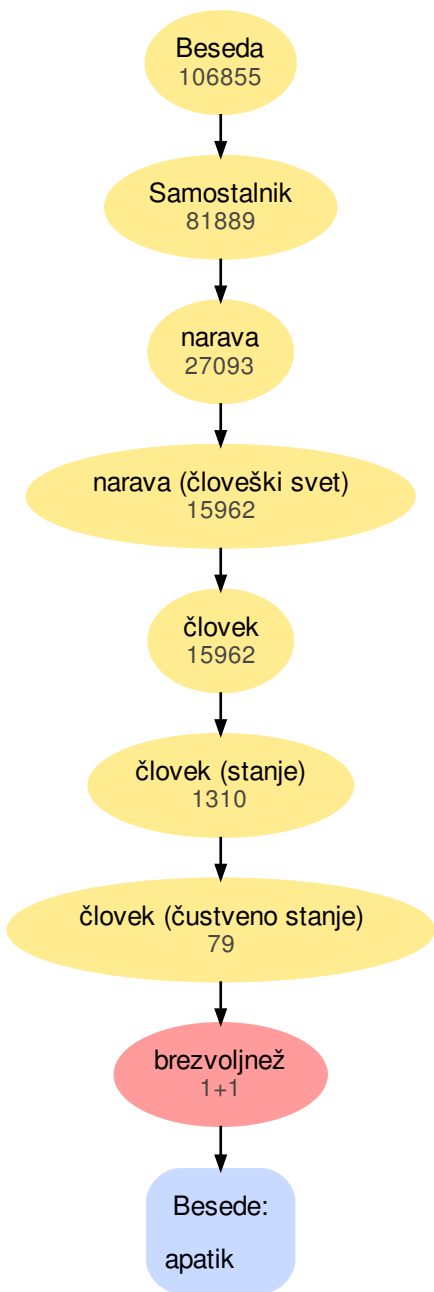 Beseda
106855
Samostalnik
81889
narava
27093
narava (človeški svet)
15962
človek
15962
človek (stanje)
1310
človek (čustveno stanje)
79
brezvoljnež
1+1
Besede:
apatik